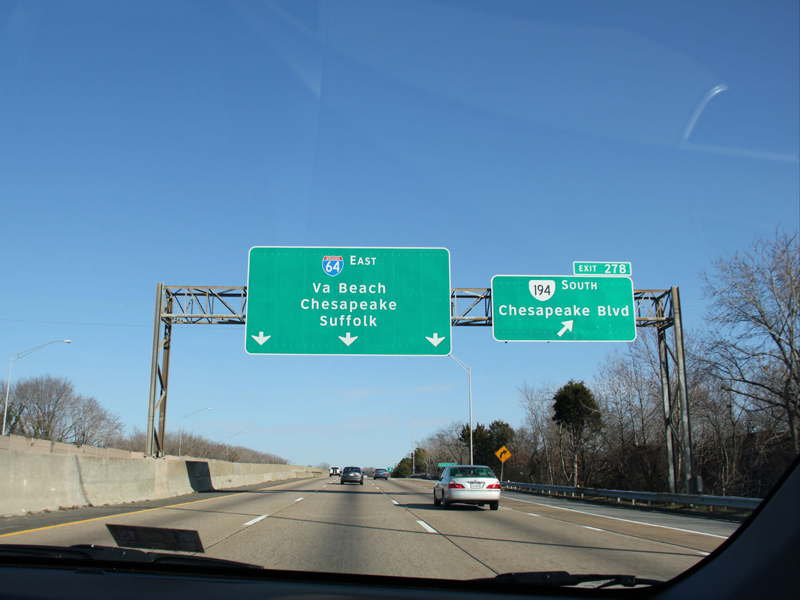 64 EAST
Va Beach
Chesapeake
Suffolk
EXIT 278
194 SOUTH
Chesapeake Blvd